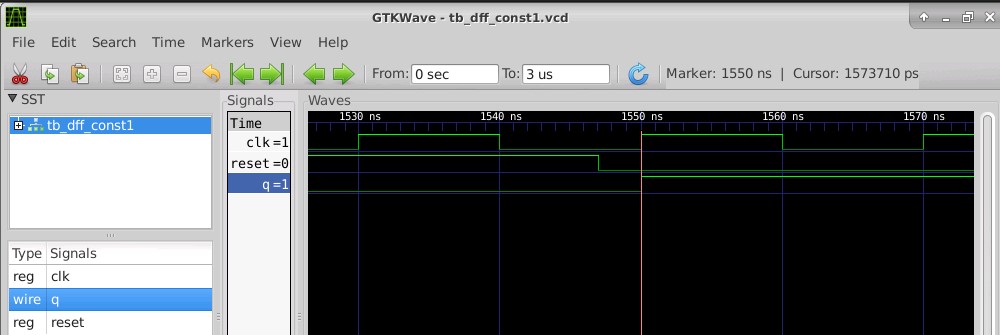 GTKWave - tb_dff_const1.vcd
File Edit Search Time Markers View Help
From: 0 sec To: 3 us Marker: 1550 ns | Cursor: 1573710 ps
SST
tb_dff_const1
Type Signals
reg clk
wire q
reg reset
Signals
Time
clk =1
reset =0
q =1
Waves
1530 ns 1540 ns 1550 ns 1560 ns 1570 ns